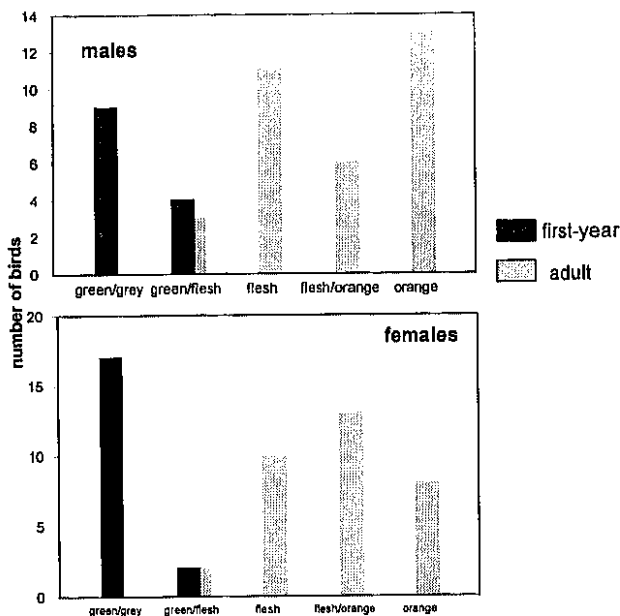 14
males
12
10
8
6
4
2
0
green/grey green/flesh flesh flesh/orange orange
number of birds
first-year
adult
20
females
15
10
5
0
green/grey green/flesh flesh flesh/orange orange